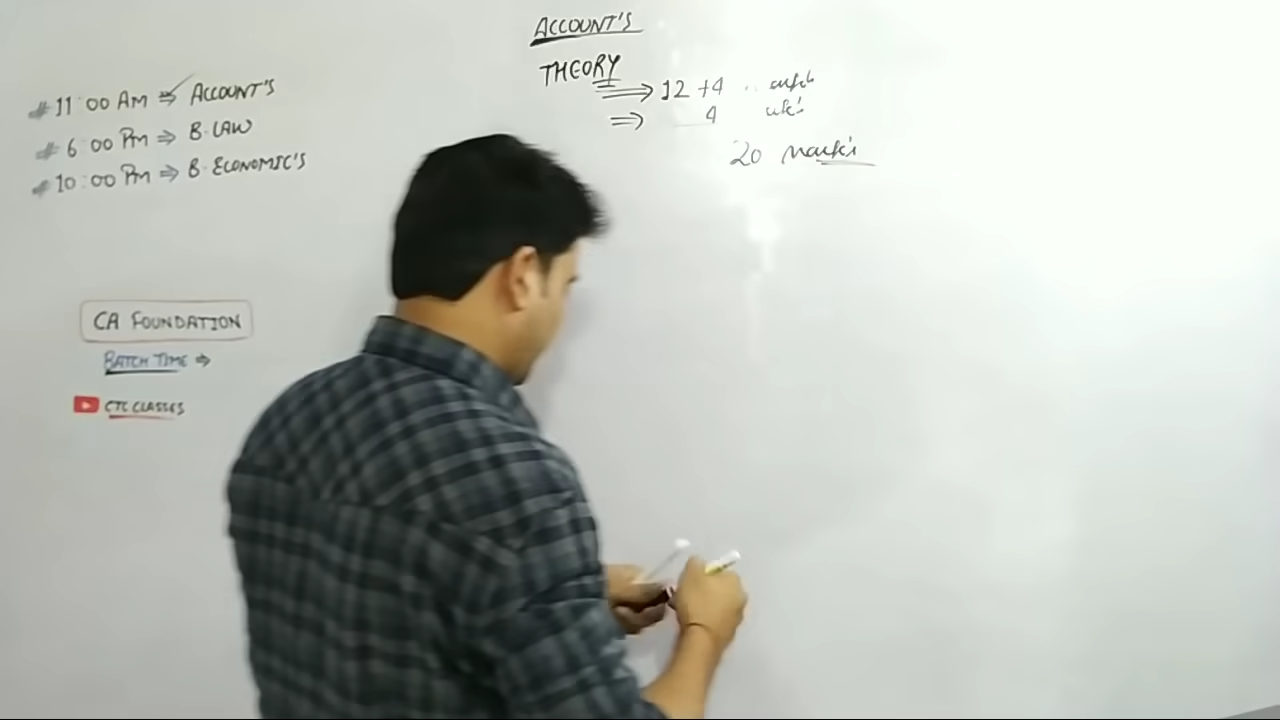 # 11:00 AM ⇒ ACCOUNT'S
# 6:00 PM ⇒ B.LAW
# 10:00 PM ⇒ B.ECONOMIC'S
CA FOUNDATION
BATCH TIME ⇒
CTC CLASSES
ACCOUNT'S
THEORY
⇒ 12 + 4
⇒ 4
20 Mark's